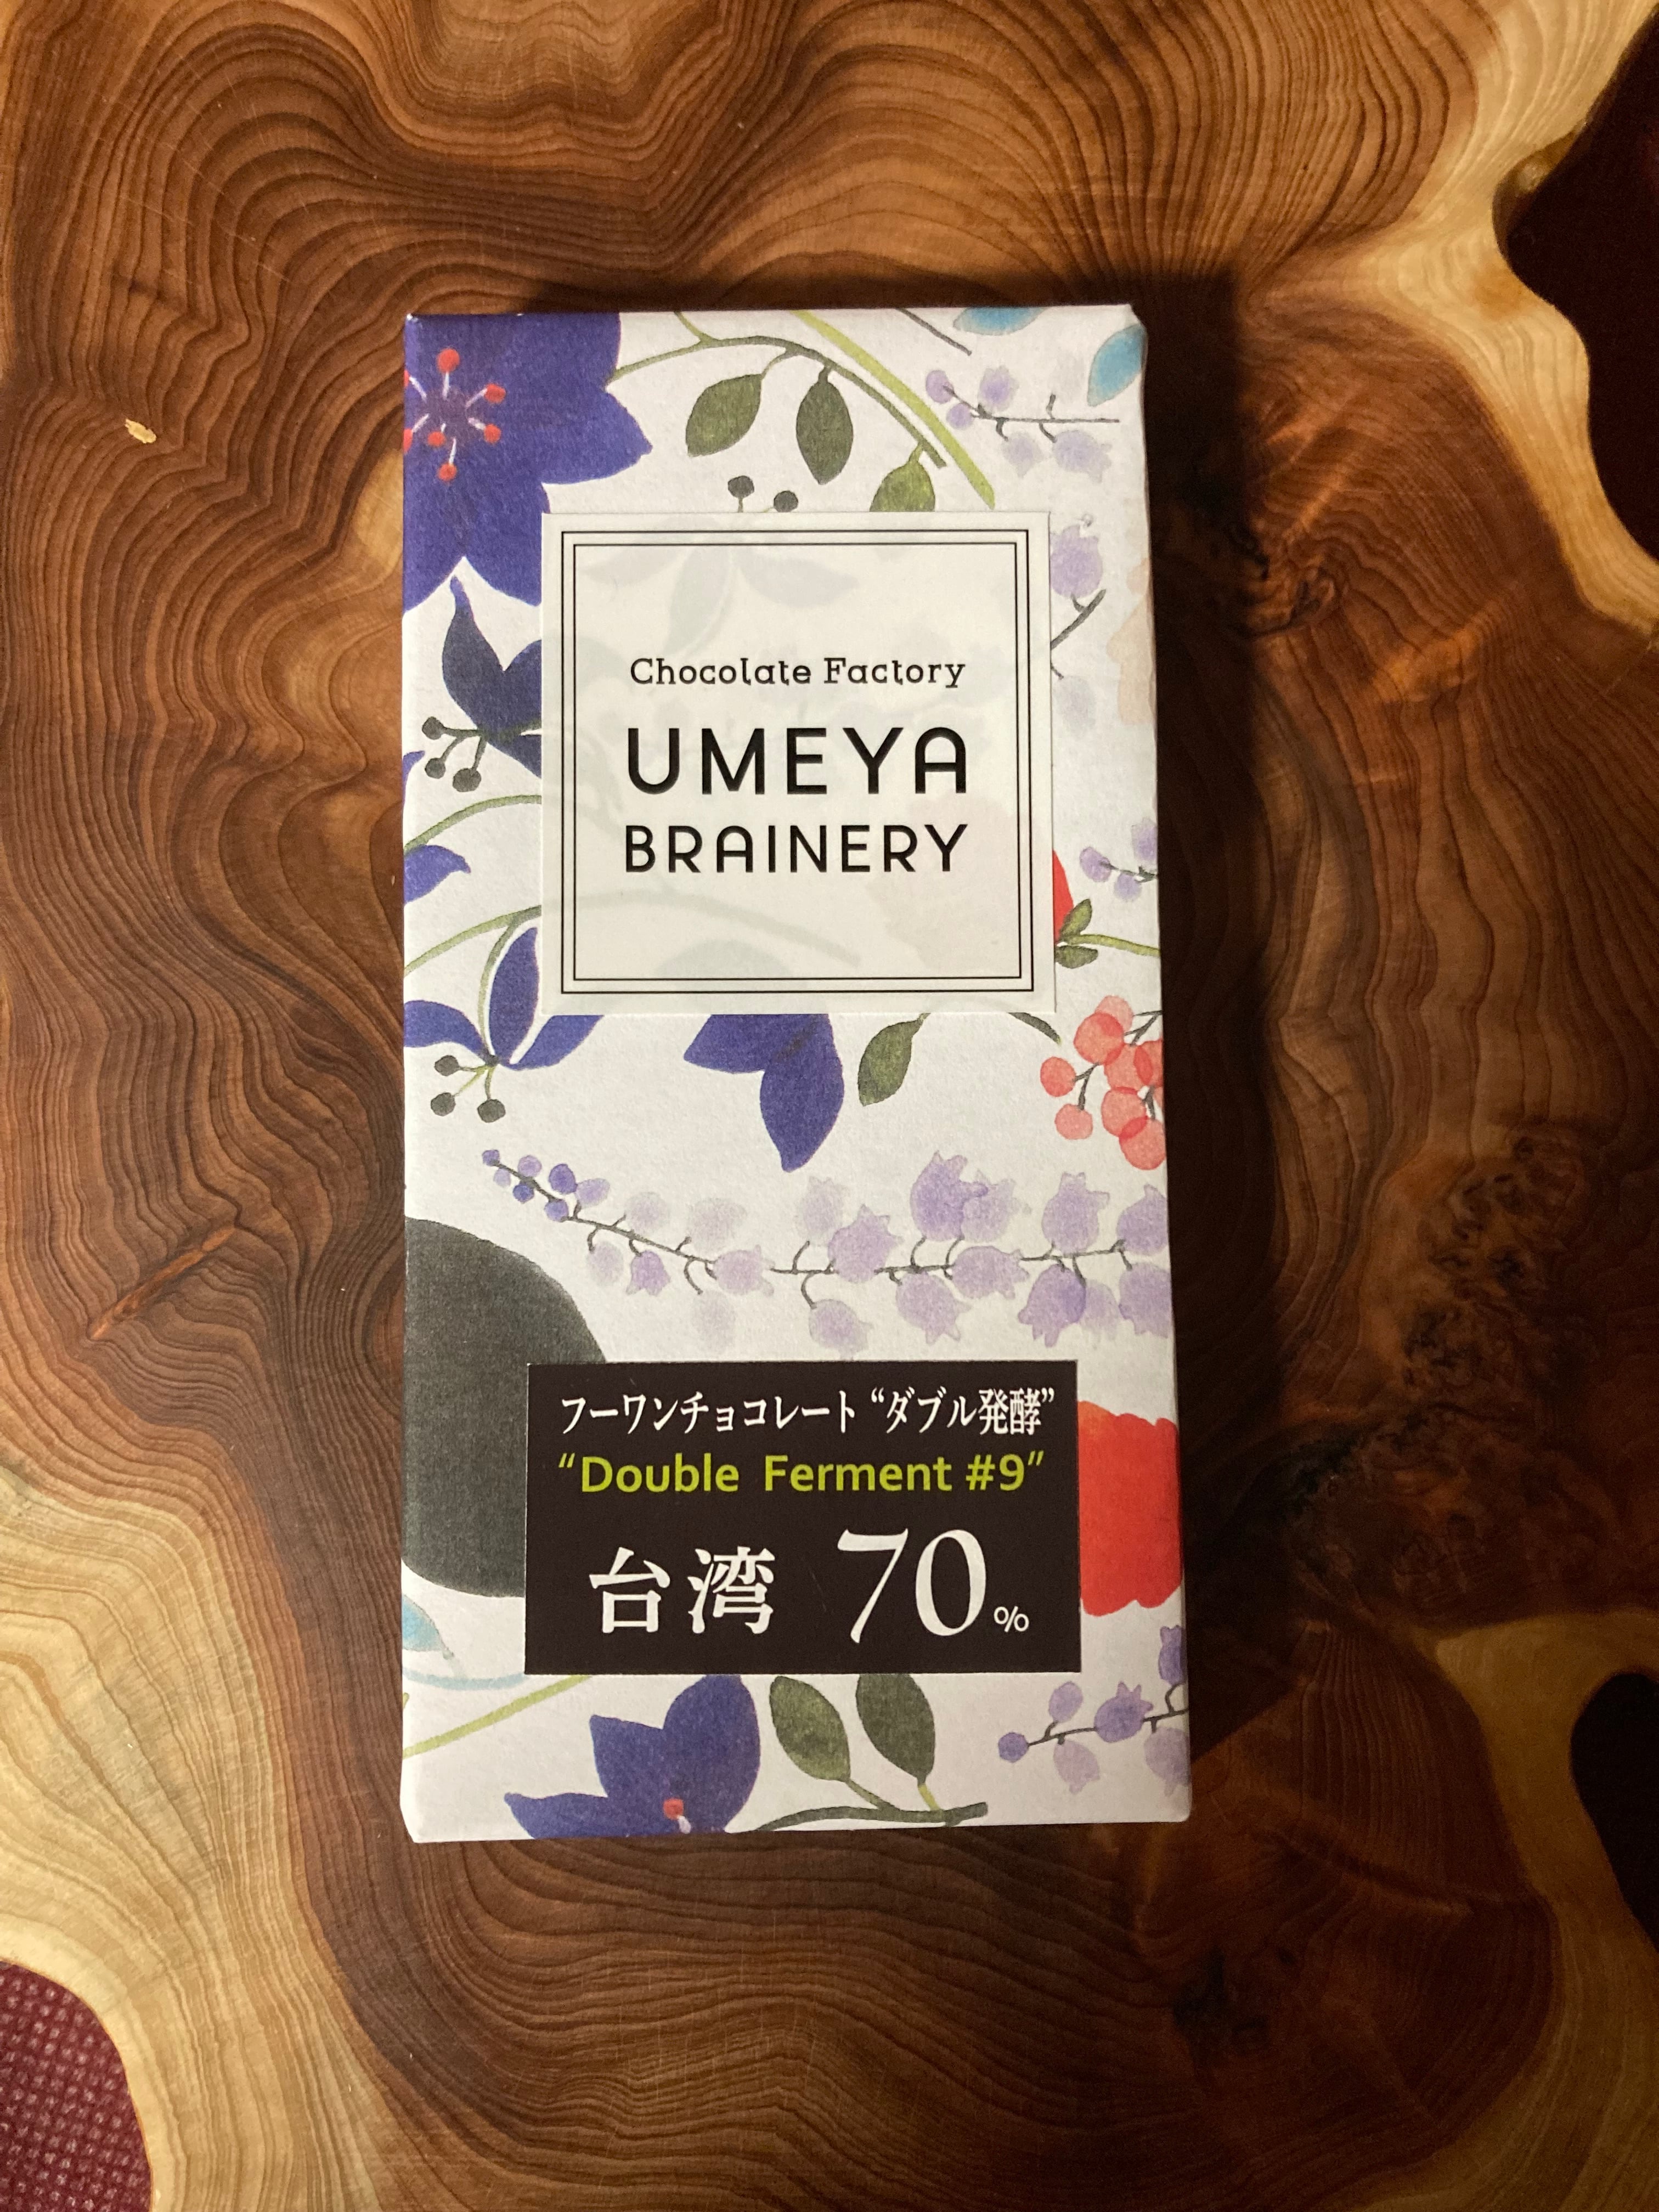 Chocolate Factory
UMEYA
BRAINERY
フーワンチョコレート “ダブル発酵”
“Double Ferment #9”
台湾 70%